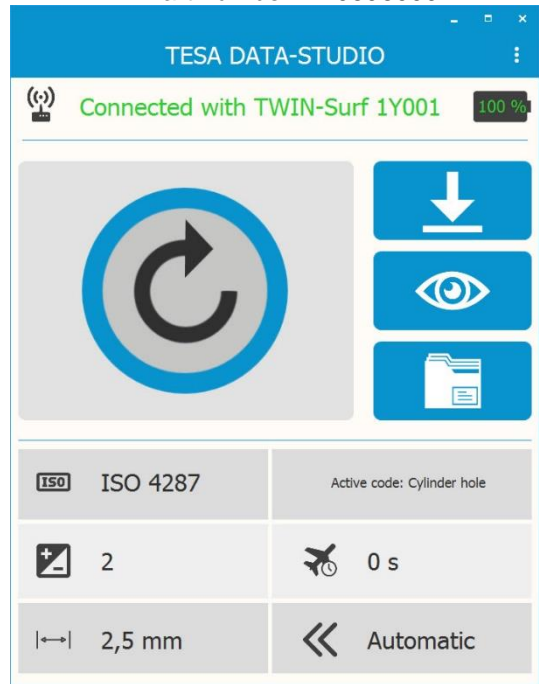 TESA DATA-STUDIO
Connected with TWIN-Surf 1Y001 100 %
ISO ISO 4287 Active code: Cylinder hole
2 0 s
2,5 mm Automatic